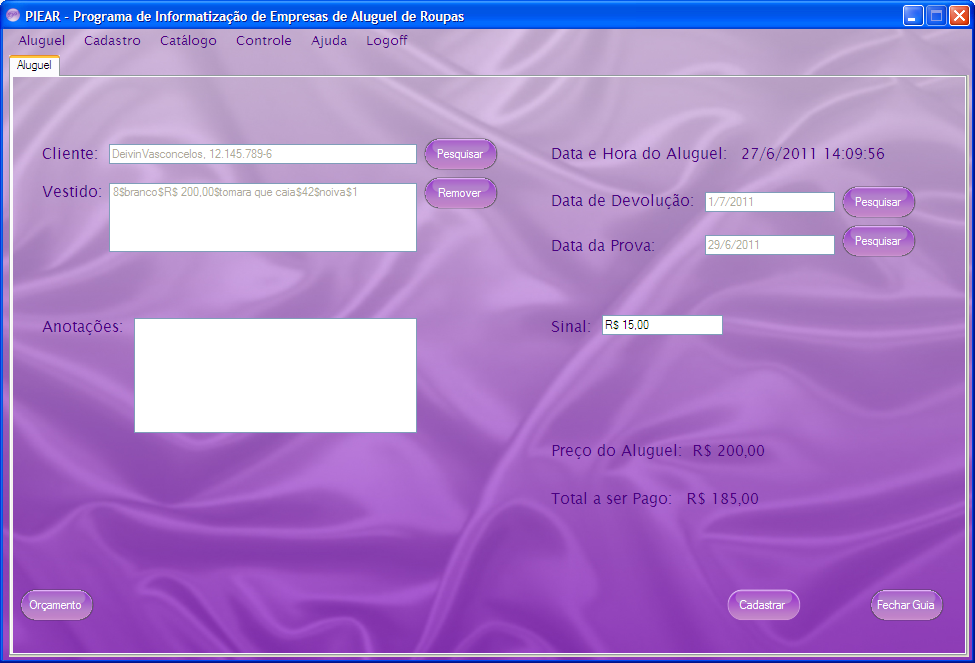 PIEAR - Programa de Informatização de Empresas de Aluguel de Roupas
Aluguel Cadastro Catálogo Controle Ajuda Logoff
Aluguel
Cliente: DeivinVasconcelos, 12.145.789-6 Pesquisar
Vestido: 8$branco$R$ 200,00$tomara que caia$42$noiva$1 Remover
Anotações:
Data e Hora do Aluguel: 27/6/2011 14:09:56
Data de Devolução: 1/7/2011 Pesquisar
Data da Prova: 29/6/2011 Pesquisar
Sinal: R$ 15,00
Preço do Aluguel: R$ 200,00
Total a ser Pago: R$ 185,00
Orçamento Cadastrar Fechar Guia